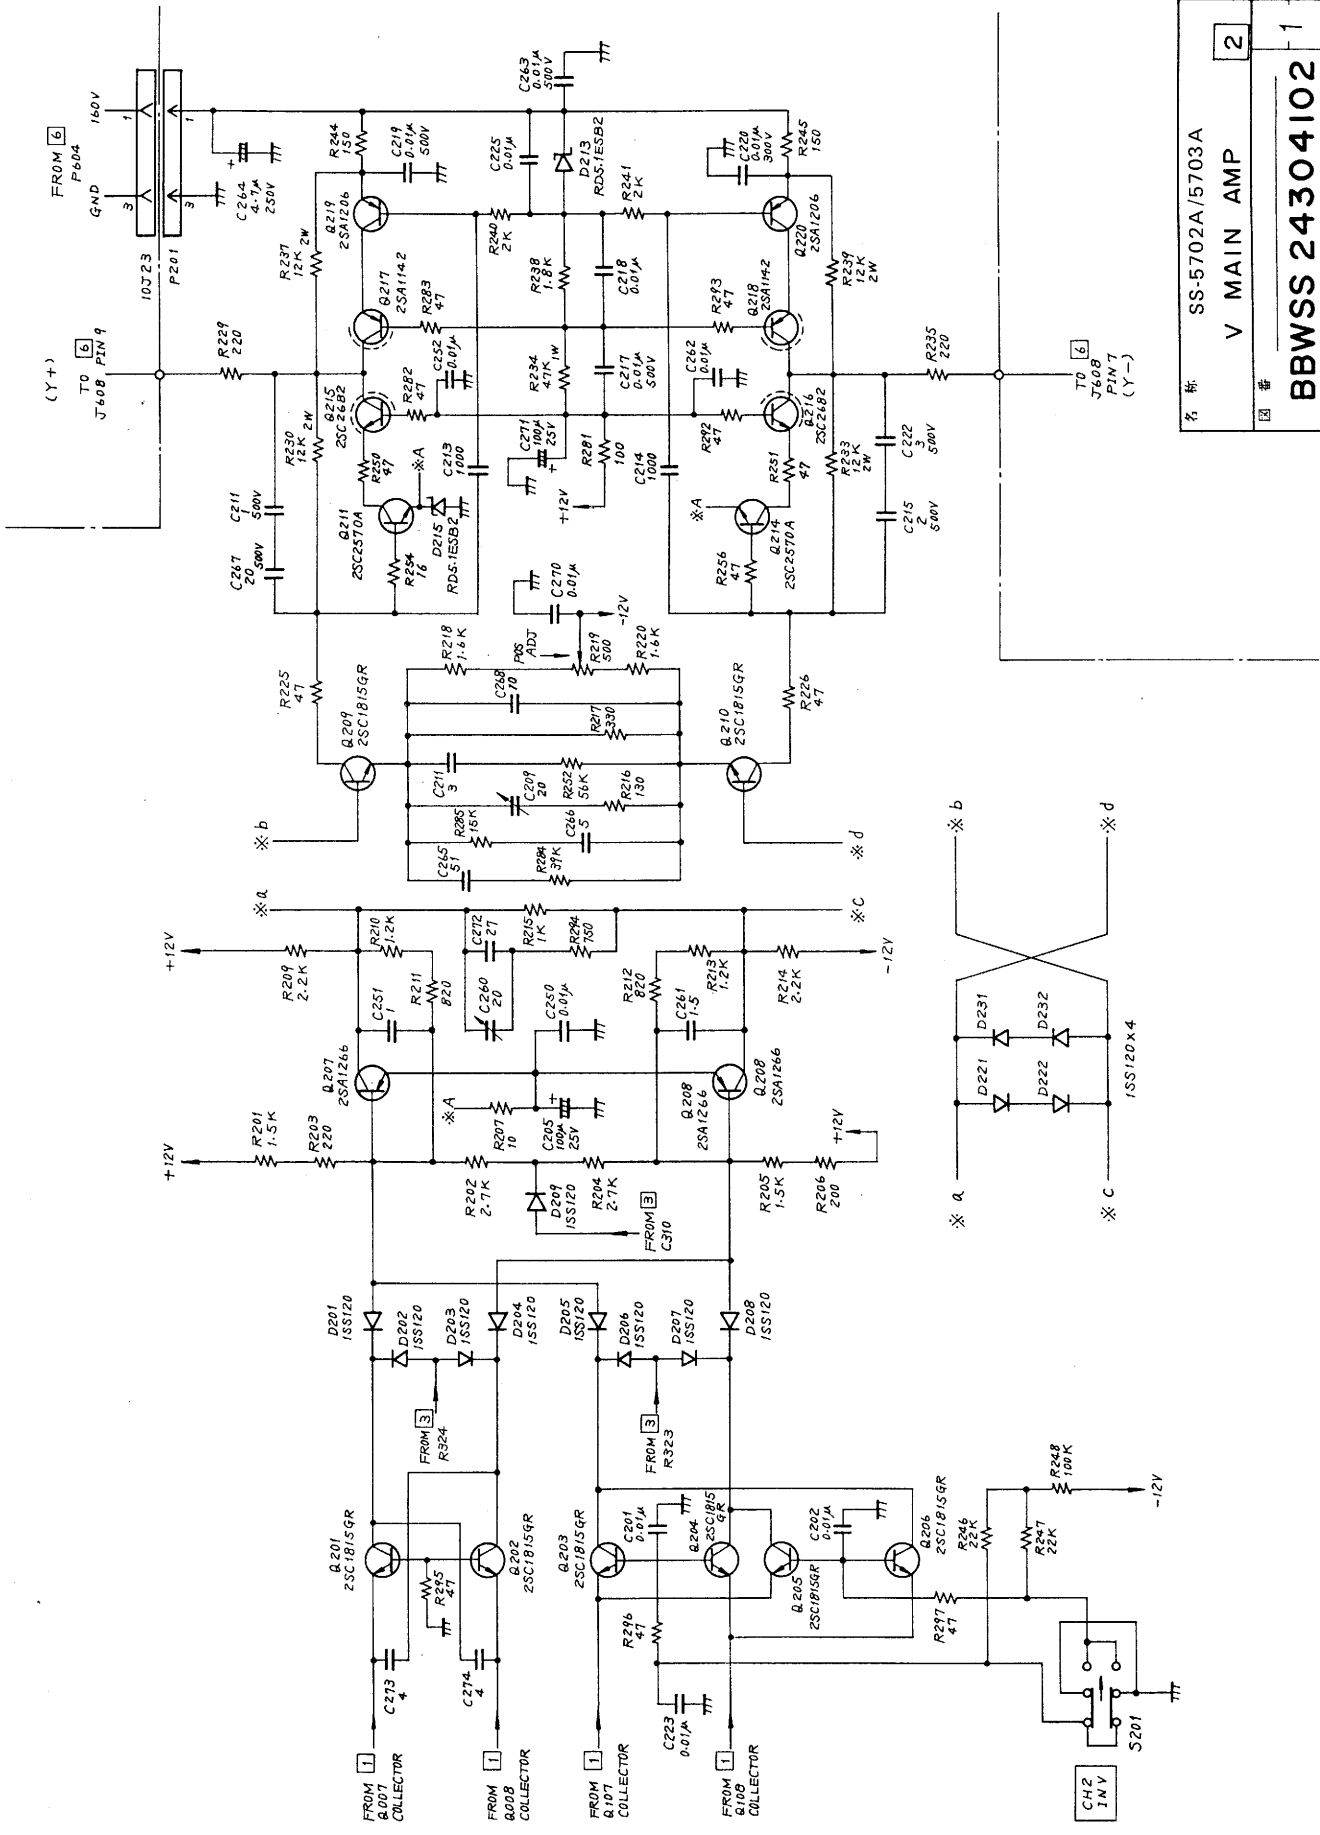 (Y+)
TO 6
J608 PIN 9
FROM 6
P604
GND
160V
3
1
10J23
P201
3
1
C264
4.7μ
250V
R229
220
R237
12K 2W
R244
150
Q219
2SA1206
C219
0.01μ
500V
C263
0.01μ
500V
C225
0.01μ
D213
RD5.1ESB2
R240
2K
R241
2K
C220
0.01μ
300V
R245
150
Q217
2SA1142
R283
47
R238
1.8K
C218
0.01μ
R293
47
Q218
2SA1142
Q220
2SA1206
R239
12K
2W
R230
12K 2W
Q215
2SC2682
R282
47
C252
0.01μ
R234
47K
1W
C217
0.01μ
500V
C262
0.01μ
R292
47
Q216
2SC2682
R235
220
TO 6
J608
PIN 7
(Y-)
C211
1
500V
C267
20
500V
R250
47
※A
C213
1000
C271
100μ
25V
+
R281
100
+12V
C214
1000
R251
47
※A
R233
12K
2W
C222
3
500V
C215
2
500V
Q211
2SC2570A
R254
16
D215
RD5.1ESB2
C270
0.01μ
-12V
R256
47
Q214
2SC2570A
R225
47
R218
1.6K
POS
ADJ
R219
500
R220
1.6K
R226
47
Q209
2SC1815GR
C268
10
R217
330
Q210
2SC1815GR
C211
3
R252
56K
C209
20
R216
130
R285
15K
C266
5
C265
51
R284
39K
※b
※d
※a
※C
+12V
R209
2.2K
R210
1.2K
R211
820
C272
27
R215
1K
R294
750
C260
20
R212
820
R213
1.2K
R214
2.2K
-12V
C251
1
C250
0.01μ
C261
1.5
Q207
2SA1266
※A
R207
10
C205
100μ
25V
+
Q208
2SA1266
Q208
2SA1266
+12V
R201
1.5K
R203
220
R202
2.7K
D209
1SS120
R204
2.7K
R205
1.5K
R206
200
+12V
FROM 3
C310
D201
1SS120
D202
1SS120
D203
1SS120
D204
1SS120
D205
1SS120
D206
1SS120
D207
1SS120
D208
1SS120
FROM 3
R324
FROM 3
R323
Q201
2SC1815GR
R295
47
Q202
2SC1815GR
Q203
2SC1815GR
C201
0.01μ
Q204
2SC1815
GR
Q205
2SC1815GR
C202
0.01μ
Q206
2SC1815GR
R246
22K
R247
22K
R248
100K
-12V
R296
47
R297
47
C273
4
C274
4
C223
0.01μ
FROM 1
Q007
COLLECTOR
FROM 1
Q008
COLLECTOR
FROM 1
Q107
COLLECTOR
FROM 1
Q108
COLLECTOR
CH2
INV
S201
※b
※d
D231
D232
D221
D222
1SS120x4
※a
※C
名称
SS-5702A/5703A
V MAIN AMP
2
図番
BBWSS 24304102
1